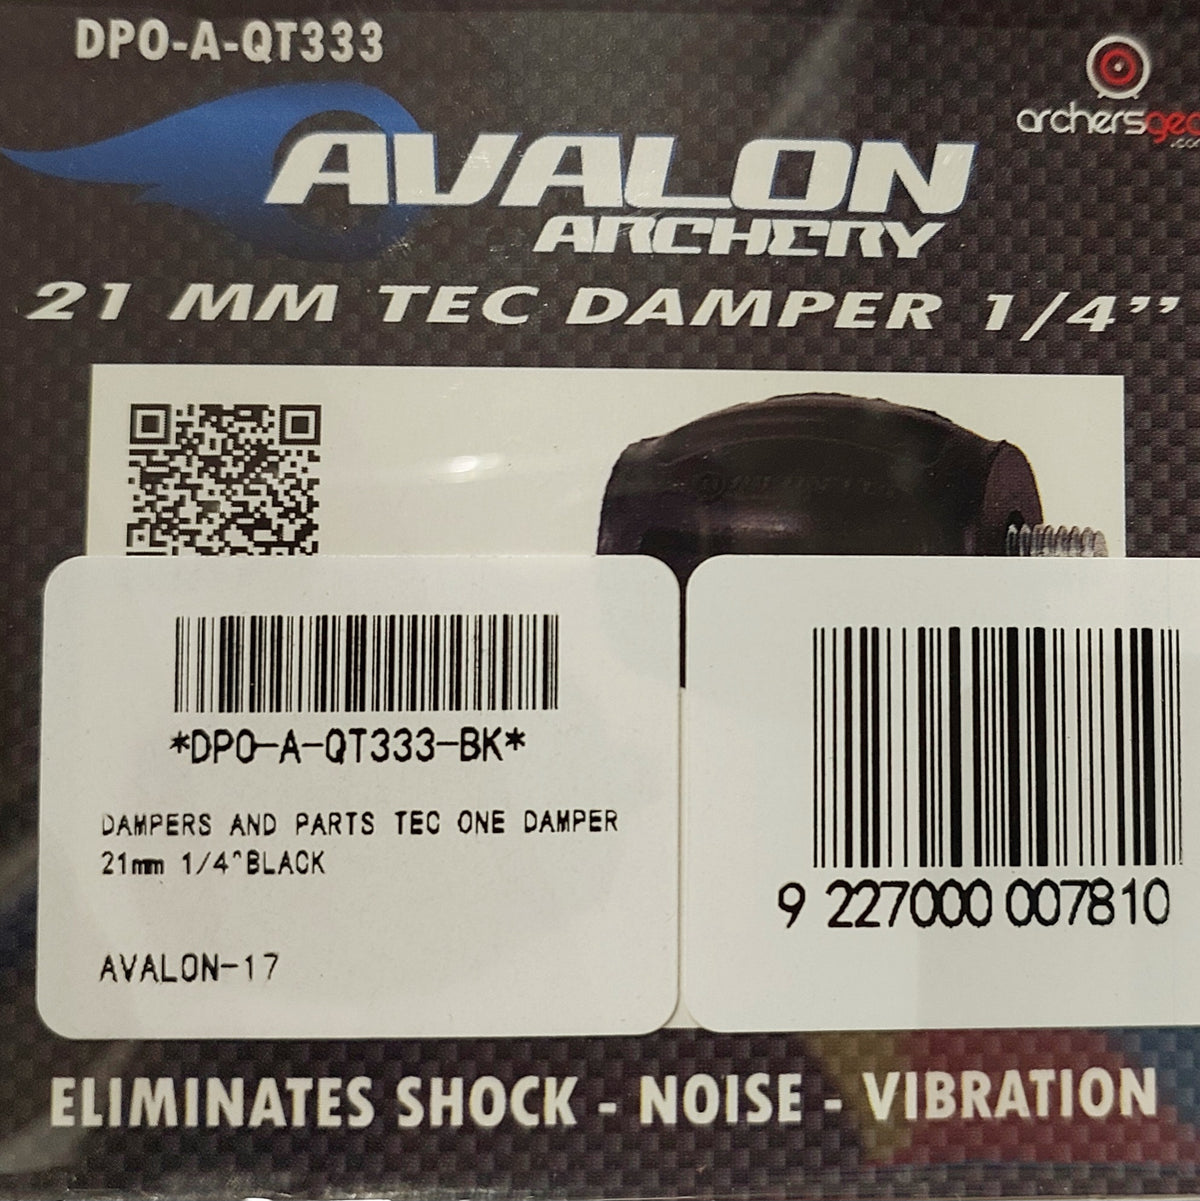 DPO-A-QT333
archersgea
.com
AVALON
ARCHERY
21 MM TEC DAMPER 1/4”
*DPO-A-QT333-BK*
DAMPERS AND PARTS TEC ONE DAMPER
21mm 1/4"BLACK
AVALON-17
9 227000 007810
ELIMINATES SHOCK - NOISE - VIBRATION